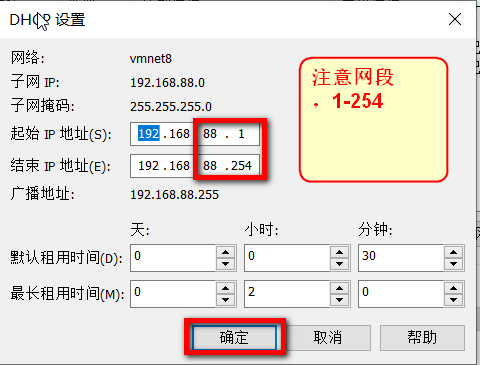 DHCP 设置
网络: vmnet8
子网 IP: 192.168.88.0
子网掩码: 255.255.255.0
起始 IP 地址(S): 192 .168 88 . 1
结束 IP 地址(E): 192 .168 88 .254
广播地址: 192.168.88.255
注意网段
. 1-254
天: 小时: 分钟:
默认租用时间(D): 0 0 30
最长租用时间(M): 0 2 0
确定 取消 帮助